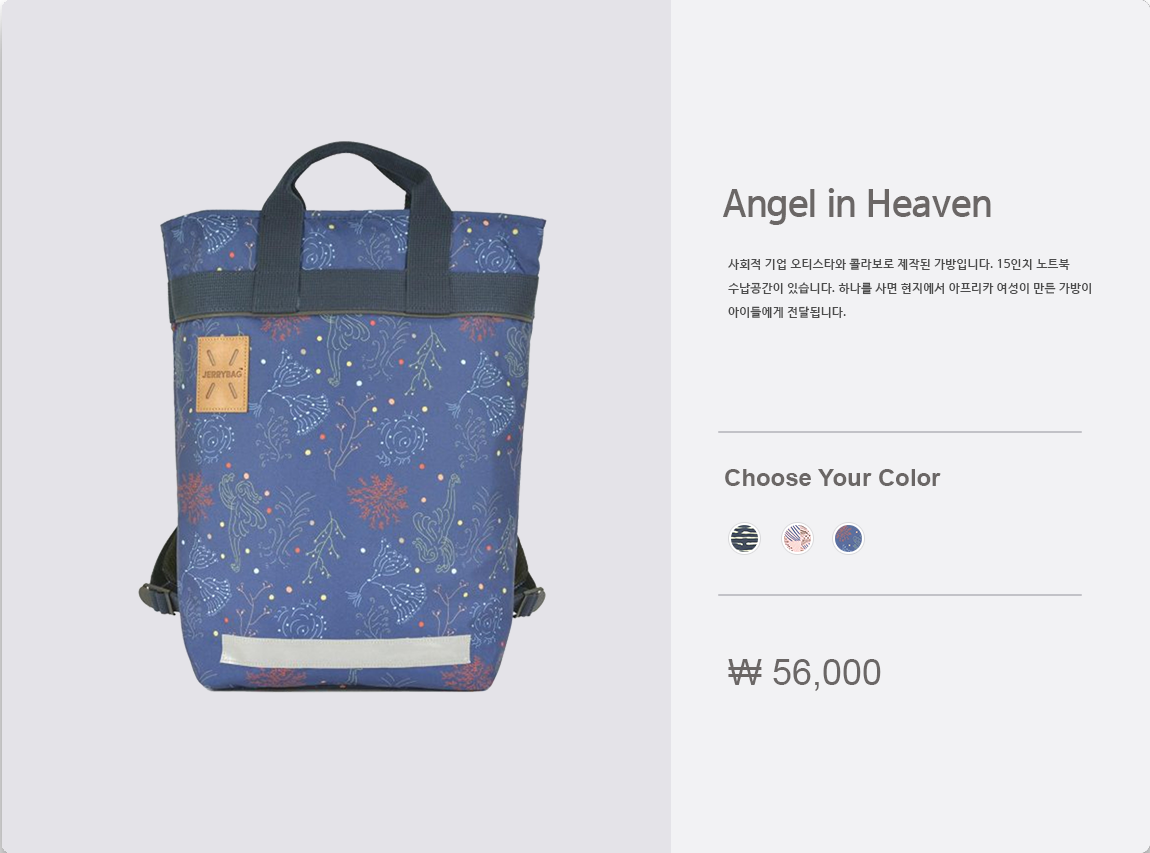 JERRYBAG
Angel in Heaven
사회적 기업 오티스타와 콜라보로 제작된 가방입니다. 15인치 노트북
수납공간이 있습니다. 하나를 사면 현지에서 아프리카 여성이 만든 가방이
아이들에게 전달됩니다.
Choose Your Color
₩ 56,000